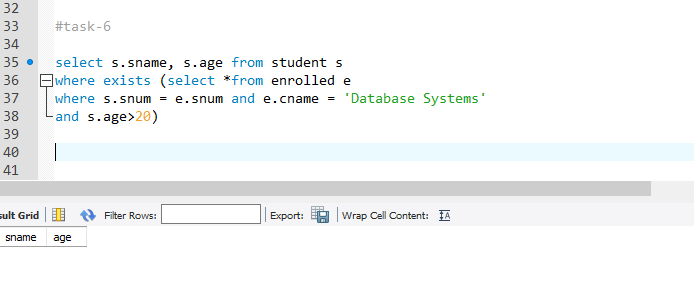 32
33 #task-6
34
35 select s.sname, s.age from student s
36 where exists (select *from enrolled e
37 where s.snum = e.snum and e.cname = 'Database Systems'
38 and s.age>20)
39
40
41
sult Grid Filter Rows: Export: Wrap Cell Content:
sname age